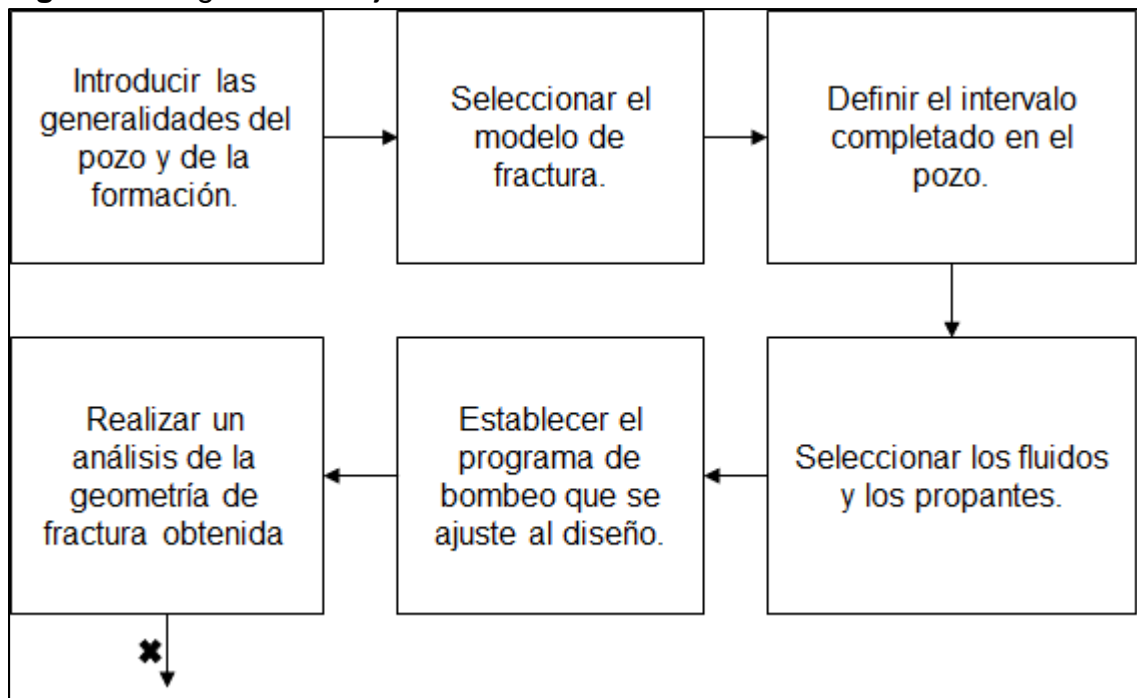 Introducir las
generalidades del
pozo y de la
formación.
Seleccionar el
modelo de
fractura.
Definir el intervalo
completado en el
pozo.
Seleccionar los fluidos
y los propantes.
Establecer el
programa de
bombeo que se
ajuste al diseño.
Realizar un
análisis de la
geometría de
fractura obtenida